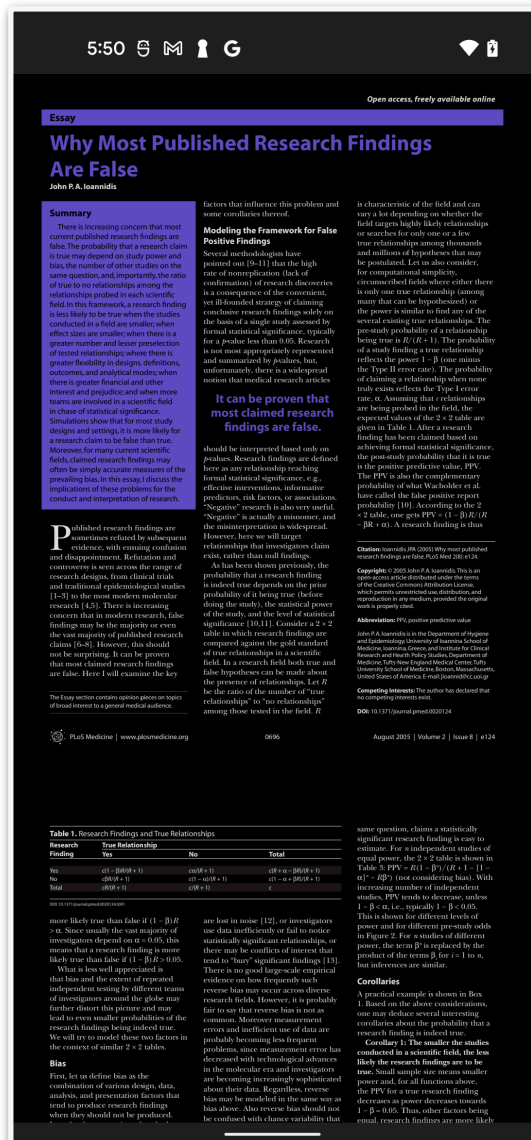 5:50
Open access, freely available online
Essay
Why Most Published Research Findings
Are False
John P. A. Ioannidis
Summary
There is increasing concern that most
current published research findings are
false. The probability that a research claim
is true may depend on study power and
bias, the number of other studies on the
same question, and, importantly, the ratio
of true to no relationships among the
relationships probed in each scientific
field. In this framework, a research finding
is less likely to be true when the studies
conducted in a field are smaller; when
effect sizes are smaller; when there is a
greater number and lesser preselection
of tested relationships; where there is
greater flexibility in designs, definitions,
outcomes, and analytical modes; when
there is greater financial and other
interest and prejudice; and when more
teams are involved in a scientific field
in chase of statistical significance.
Simulations show that for most study
designs and settings, it is more likely for
a research claim to be false than true.
Moreover, for many current scientific
fields, claimed research findings may
often be simply accurate measures of the
prevailing bias. In this essay, I discuss the
implications of these problems for the
conduct and interpretation of research.
Published research findings are
sometimes refuted by subsequent
evidence, with ensuing confusion
and disappointment. Refutation and
controversy is seen across the range of
research designs, from clinical trials
and traditional epidemiological studies
[1–3] to the most modern molecular
research [4,5]. There is increasing
concern that in modern research, false
findings may be the majority or even
the vast majority of published research
claims [6–8]. However, this should
not be surprising. It can be proven
that most claimed research findings
are false. Here I will examine the key
The Essay section contains opinion pieces on topics
of broad interest to a general medical audience.
factors that influence this problem and
some corollaries thereof.
Modeling the Framework for False
Positive Findings
Several methodologists have
pointed out [9–11] that the high
rate of nonreplication (lack of
confirmation) of research discoveries
is a consequence of the convenient,
yet ill-founded strategy of claiming
conclusive research findings solely on
the basis of a single study assessed by
formal statistical significance, typically
for a p-value less than 0.05. Research
is not most appropriately represented
and summarized by p-values, but,
unfortunately, there is a widespread
notion that medical research articles
It can be proven that
most claimed research
findings are false.
should be interpreted based only on
p-values. Research findings are defined
here as any relationship reaching
formal statistical significance, e.g.,
effective interventions, informative
predictors, risk factors, or associations.
“Negative” research is also very useful.
“Negative” is actually a misnomer, and
the misinterpretation is widespread.
However, here we will target
relationships that investigators claim
exist, rather than null findings.
As has been shown previously, the
probability that a research finding
is indeed true depends on the prior
probability of it being true (before
doing the study), the statistical power
of the study, and the level of statistical
significance [10,11]. Consider a 2 × 2
table in which research findings are
compared against the gold standard
of true relationships in a scientific
field. In a research field both true and
false hypotheses can be made about
the presence of relationships. Let R
be the ratio of the number of “true
relationships” to “no relationships”
among those tested in the field. R
is characteristic of the field and can
vary a lot depending on whether the
field targets highly likely relationships
or searches for only one or a few
true relationships among thousands
and millions of hypotheses that may
be postulated. Let us also consider,
for computational simplicity,
circumscribed fields where either there
is only one true relationship (among
many that can be hypothesized) or
the power is similar to find any of the
several existing true relationships. The
pre-study probability of a relationship
being true is R/(R + 1). The probability
of a study finding a true relationship
reflects the power 1 − β (one minus
the Type II error rate). The probability
of claiming a relationship when none
truly exists reflects the Type I error
rate, α. Assuming that c relationships
are being probed in the field, the
expected values of the 2 × 2 table are
given in Table 1. After a research
finding has been claimed based on
achieving formal statistical significance,
the post-study probability that it is true
is the positive predictive value, PPV.
The PPV is also the complementary
probability of what Wacholder et al.
have called the false positive report
probability [10]. According to the 2
× 2 table, one gets PPV = (1 − β)R/(R
− βR + α). A research finding is thus
Citation: Ioannidis JPA (2005) Why most published
research findings are false. PLoS Med 2(8): e124.
Copyright: © 2005 John P. A. Ioannidis. This is an
open-access article distributed under the terms
of the Creative Commons Attribution License,
which permits unrestricted use, distribution, and
reproduction in any medium, provided the original
work is properly cited.
Abbreviation: PPV, positive predictive value
John P. A. Ioannidis is in the Department of Hygiene
and Epidemiology, University of Ioannina School of
Medicine, Ioannina, Greece, and Institute for Clinical
Research and Health Policy Studies, Department of
Medicine, Tufts-New England Medical Center, Tufts
University School of Medicine, Boston, Massachusetts,
United States of America. E-mail: jioannid@cc.uoi.gr
Competing Interests: The author has declared that
no competing interests exist.
DOI: 10.1371/journal.pmed.0020124
PLoS Medicine | www.plosmedicine.org
0696
August 2005 | Volume 2 | Issue 8 | e124
Table 1. Research Findings and True Relationships
Research Finding True Relationship
Yes No Total
Yes c(1 − β)R/(R + 1) cα/(R + 1) c(R + α − βR)/(R + 1)
No cβR/(R + 1) c(1 − α)/(R + 1) c(1 − α + βR)/(R + 1)
Total cR/(R + 1) c/(R + 1) c
DOI: 10.1371/journal.pmed.0020124.t001
more likely true than false if (1 − β)R
> α. Since usually the vast majority of
investigators depend on α = 0.05, this
means that a research finding is more
likely true than false if (1 − β)R > 0.05.
What is less well appreciated is
that bias and the extent of repeated
independent testing by different teams
of investigators around the globe may
further distort this picture and may
lead to even smaller probabilities of the
research findings being indeed true.
We will try to model these two factors in
the context of similar 2 × 2 tables.
Bias
First, let us define bias as the
combination of various design, data,
analysis, and presentation factors that
tend to produce research findings
when they should not be produced.
are lost in noise [12], or investigators
use data inefficiently or fail to notice
statistically significant relationships, or
there may be conflicts of interest that
tend to “bury” significant findings [13].
There is no good large-scale empirical
evidence on how frequently such
reverse bias may occur across diverse
research fields. However, it is probably
fair to say that reverse bias is not as
common. Moreover measurement
errors and inefficient use of data are
probably becoming less frequent
problems, since measurement error has
decreased with technological advances
in the molecular era and investigators
are becoming increasingly sophisticated
about their data. Regardless, reverse
bias may be modeled in the same way as
bias above. Also reverse bias should not
be confused with chance variability that
same question, claims a statistically
significant research finding is easy to
estimate. For n independent studies of
equal power, the 2 × 2 table is shown in
Table 3: PPV = R(1 − βⁿ)/(R + 1 − [1 −
α]ⁿ − Rβⁿ) (not considering bias). With
increasing number of independent
studies, PPV tends to decrease, unless
1 − β < α, i.e., typically 1 − β < 0.05.
This is shown for different levels of
power and for different pre-study odds
in Figure 2. For n studies of different
power, the term βⁿ is replaced by the
product of the terms βᵢ for i = 1 to n,
but inferences are similar.
Corollaries
A practical example is shown in Box
1. Based on the above considerations,
one may deduce several interesting
corollaries about the probability that a
research finding is indeed true.
Corollary 1: The smaller the studies
conducted in a scientific field, the less
likely the research findings are to be
true. Small sample size means smaller
power and, for all functions above,
the PPV for a true research finding
decreases as power decreases towards
1 − β = 0.05. Thus, other factors being
equal, research findings are more likely